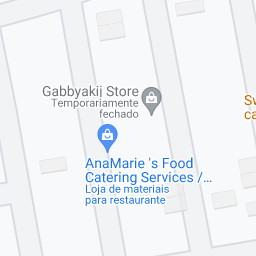 Gabbyakij Store
Temporariamente
fechado
AnaMarie 's Food
Catering Services /...
Loja de materiais
para restaurante